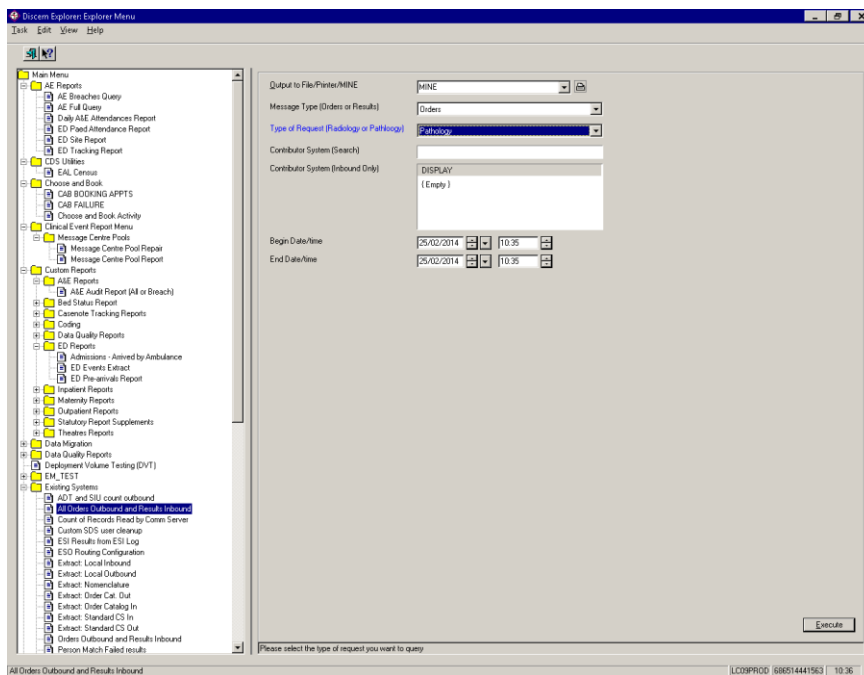 Discern Explorer: Explorer Menu
Task Edit View Help
Main Menu
AE Reports
AE Breaches Query
AE Full Query
Daily A&E Attendances Report
ED Paed Attendance Report
ED Site Report
ED Tracking Report
CDS Utilities
EAL Census
Choose and Book
CAB BOOKING APPTS
CAB FAILURE
Choose and Book Activity
Clinical Event Report Menu
Message Centre Pools
Message Centre Pool Repair
Message Centre Pool Report
Custom Reports
A&E Reports
A&E Audit Report (All or Breach)
Bed Status Report
Casenote Tracking Reports
Coding
Data Quality Reports
ED Reports
Admissions - Arrived by Ambulance
ED Events Extract
ED Pre-arrivals Report
Inpatient Reports
Maternity Reports
Outpatient Reports
Statutory Report Supplements
Theatres Reports
Data Migration
Data Quality Reports
Deployment Volume Testing (DVT)
EM_TEST
Existing Systems
ADT and SIU count outbound
All Orders Outbound and Results Inbound
Count of Records Read by Comm Server
Custom SDS user cleanup
ESI Results from ESI Log
ESO Routing Configuration
Extract: Local Inbound
Extract: Local Outbound
Extract: Nomenclature
Extract: Order Cat. Out
Extract: Order Catalog In
Extract: Standard CS In
Extract: Standard CS Out
Orders Outbound and Results Inbound
Person Match Failed results
Output to File/Printer/MINE MINE
Message Type (Orders or Results) Orders
Type of Request (Radiology or Pathlogy) Pathology
Contributor System (Search)
Contributor System (Inbound Only) DISPLAY
{ Empty }
Begin Date/time 25/02/2014 10:35
End Date/time 25/02/2014 10:35
Execute
Please select the type of request you want to query
All Orders Outbound and Results Inbound LC09PROD 686514441563 10:36